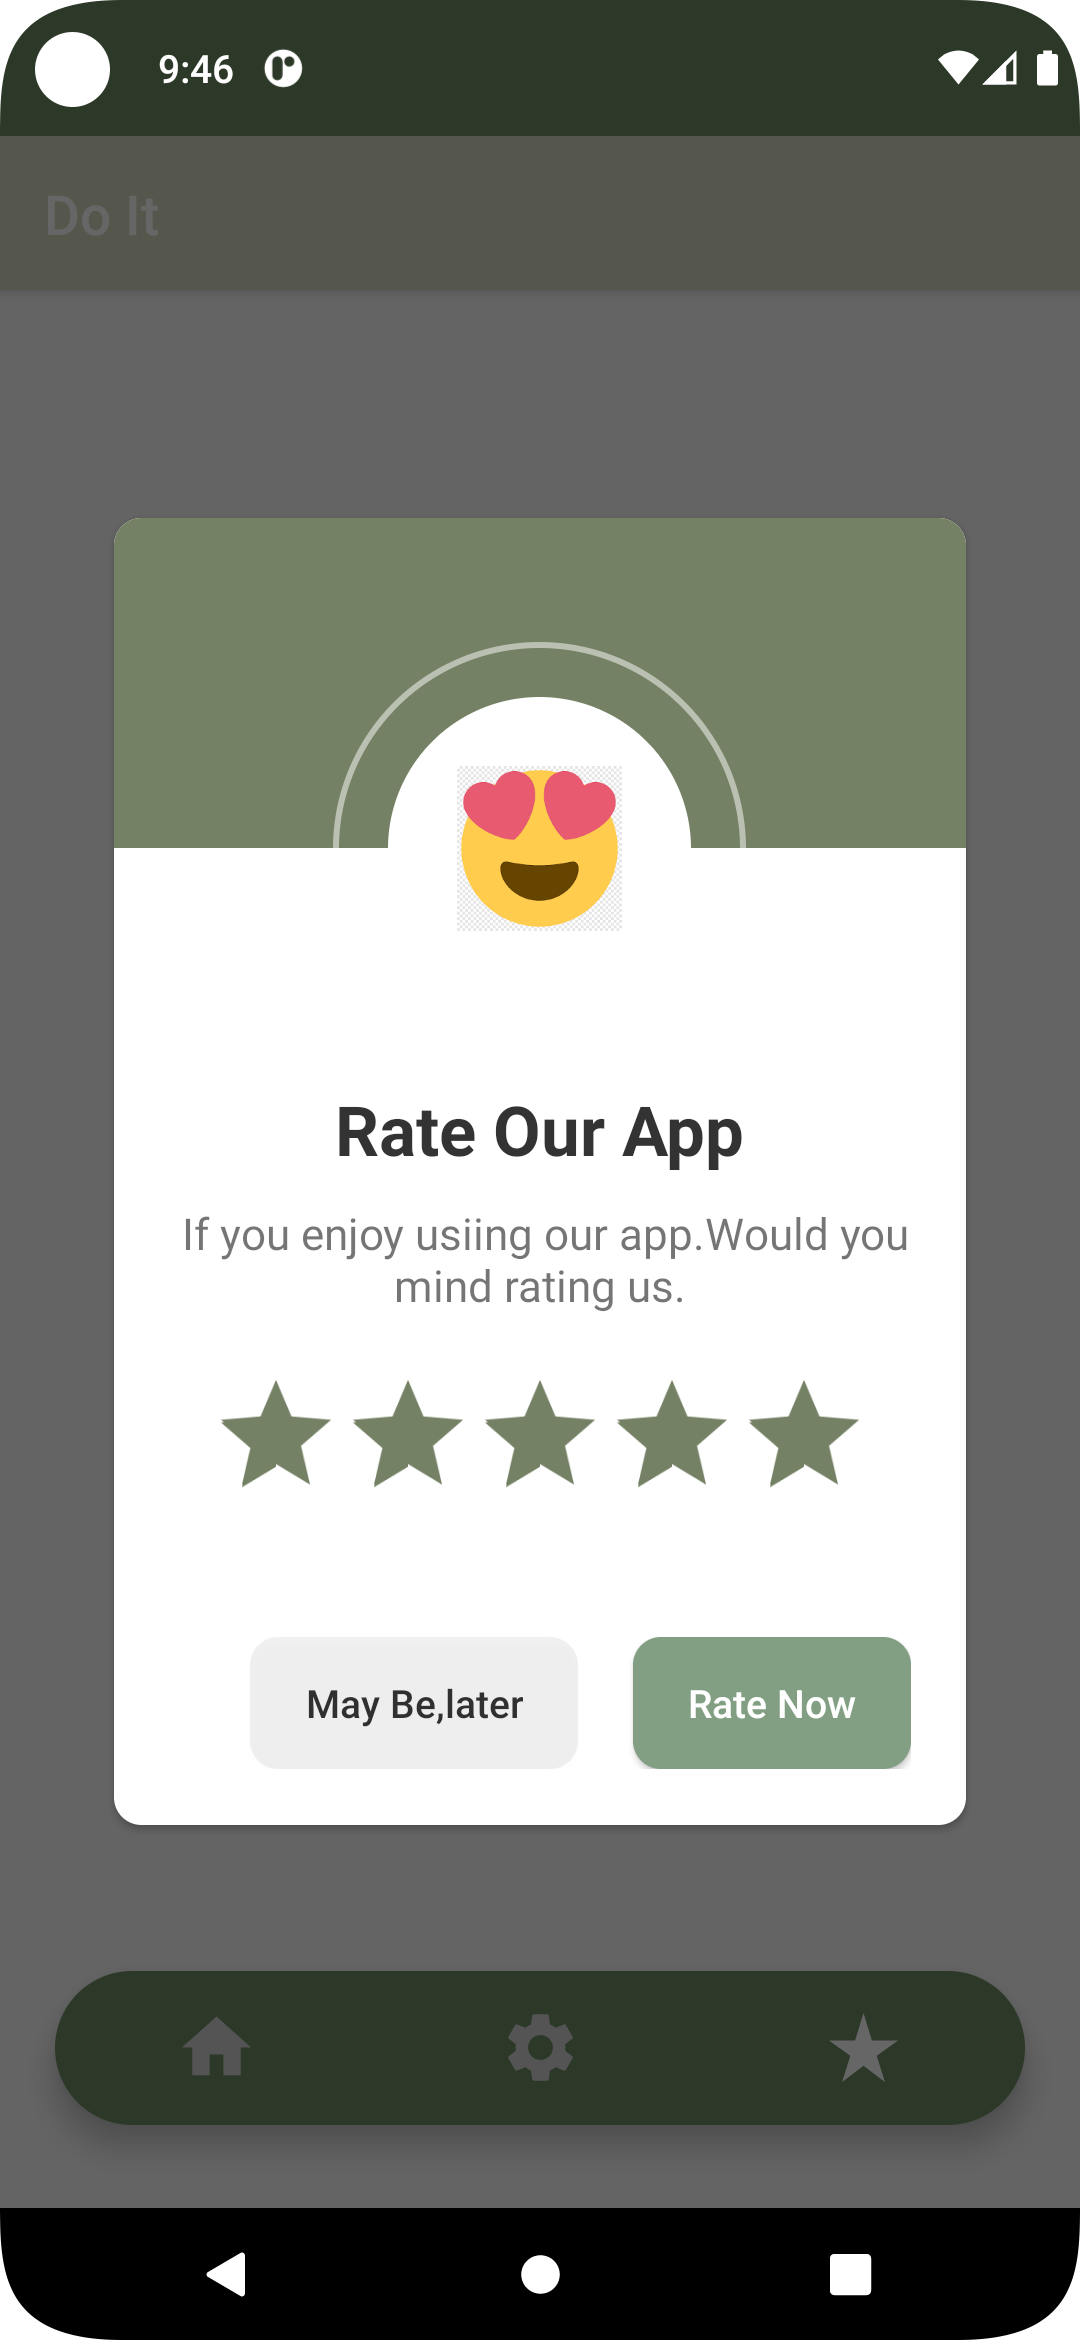 9:46
Do It
Rate Our App
If you enjoy usiing our app.Would you
mind rating us.
May Be,later
Rate Now